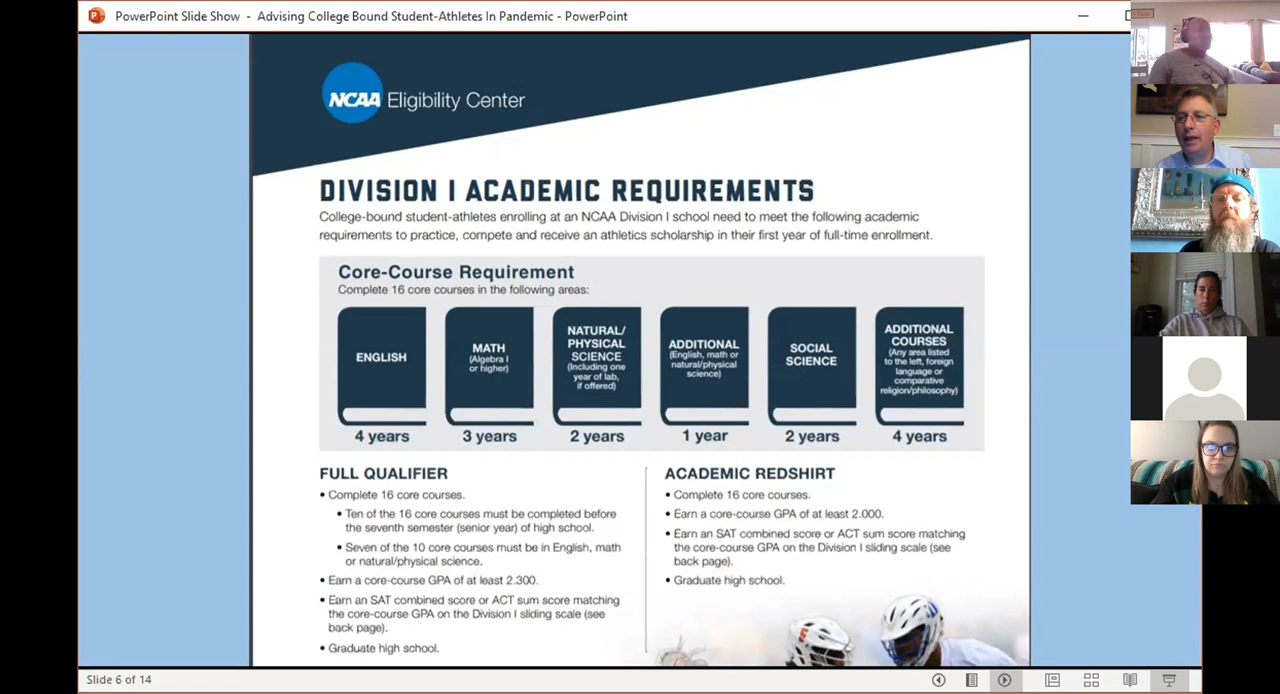 PowerPoint Slide Show - Advising College Bound Student-Athletes In Pandemic - PowerPoint
NCAA Eligibility Center
DIVISION I ACADEMIC REQUIREMENTS
College-bound student-athletes enrolling at an NCAA Division I school need to meet the following academic
requirements to practice, compete and receive an athletics scholarship in their first year of full-time enrollment.
Core-Course Requirement
Complete 16 core courses in the following areas:
ENGLISH
4 years
MATH
(Algebra I
or higher)
3 years
NATURAL/
PHYSICAL
SCIENCE
(Including one
year of lab,
if offered)
2 years
ADDITIONAL
(English, math or
natural/physical
science)
1 year
SOCIAL
SCIENCE
2 years
ADDITIONAL
COURSES
(Any area listed
to the left, foreign
language or
comparative
religion/philosophy)
4 years
FULL QUALIFIER
• Complete 16 core courses.
• Ten of the 16 core courses must be completed before
the seventh semester (senior year) of high school.
• Seven of the 10 core courses must be in English, math
or natural/physical science.
• Earn a core-course GPA of at least 2.300.
• Earn an SAT combined score or ACT sum score matching
the core-course GPA on the Division I sliding scale (see
back page).
• Graduate high school.
ACADEMIC REDSHIRT
• Complete 16 core courses.
• Earn a core-course GPA of at least 2.000.
• Earn an SAT combined score or ACT sum score matching
the core-course GPA on the Division I sliding scale (see
back page).
• Graduate high school.
Slide 6 of 14